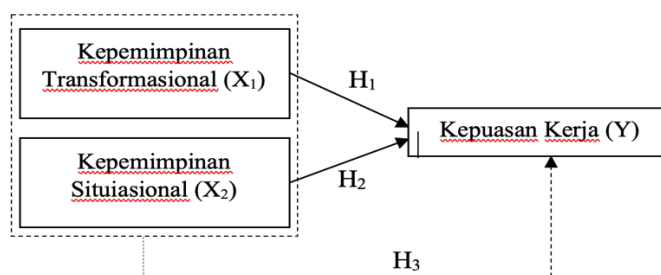 Kepemimpinan
Transformasional (X₁)
H₁
Kepuasan Kerja (Y)
Kepemimpinan
Situiasional (X₂)
H₂
H₃